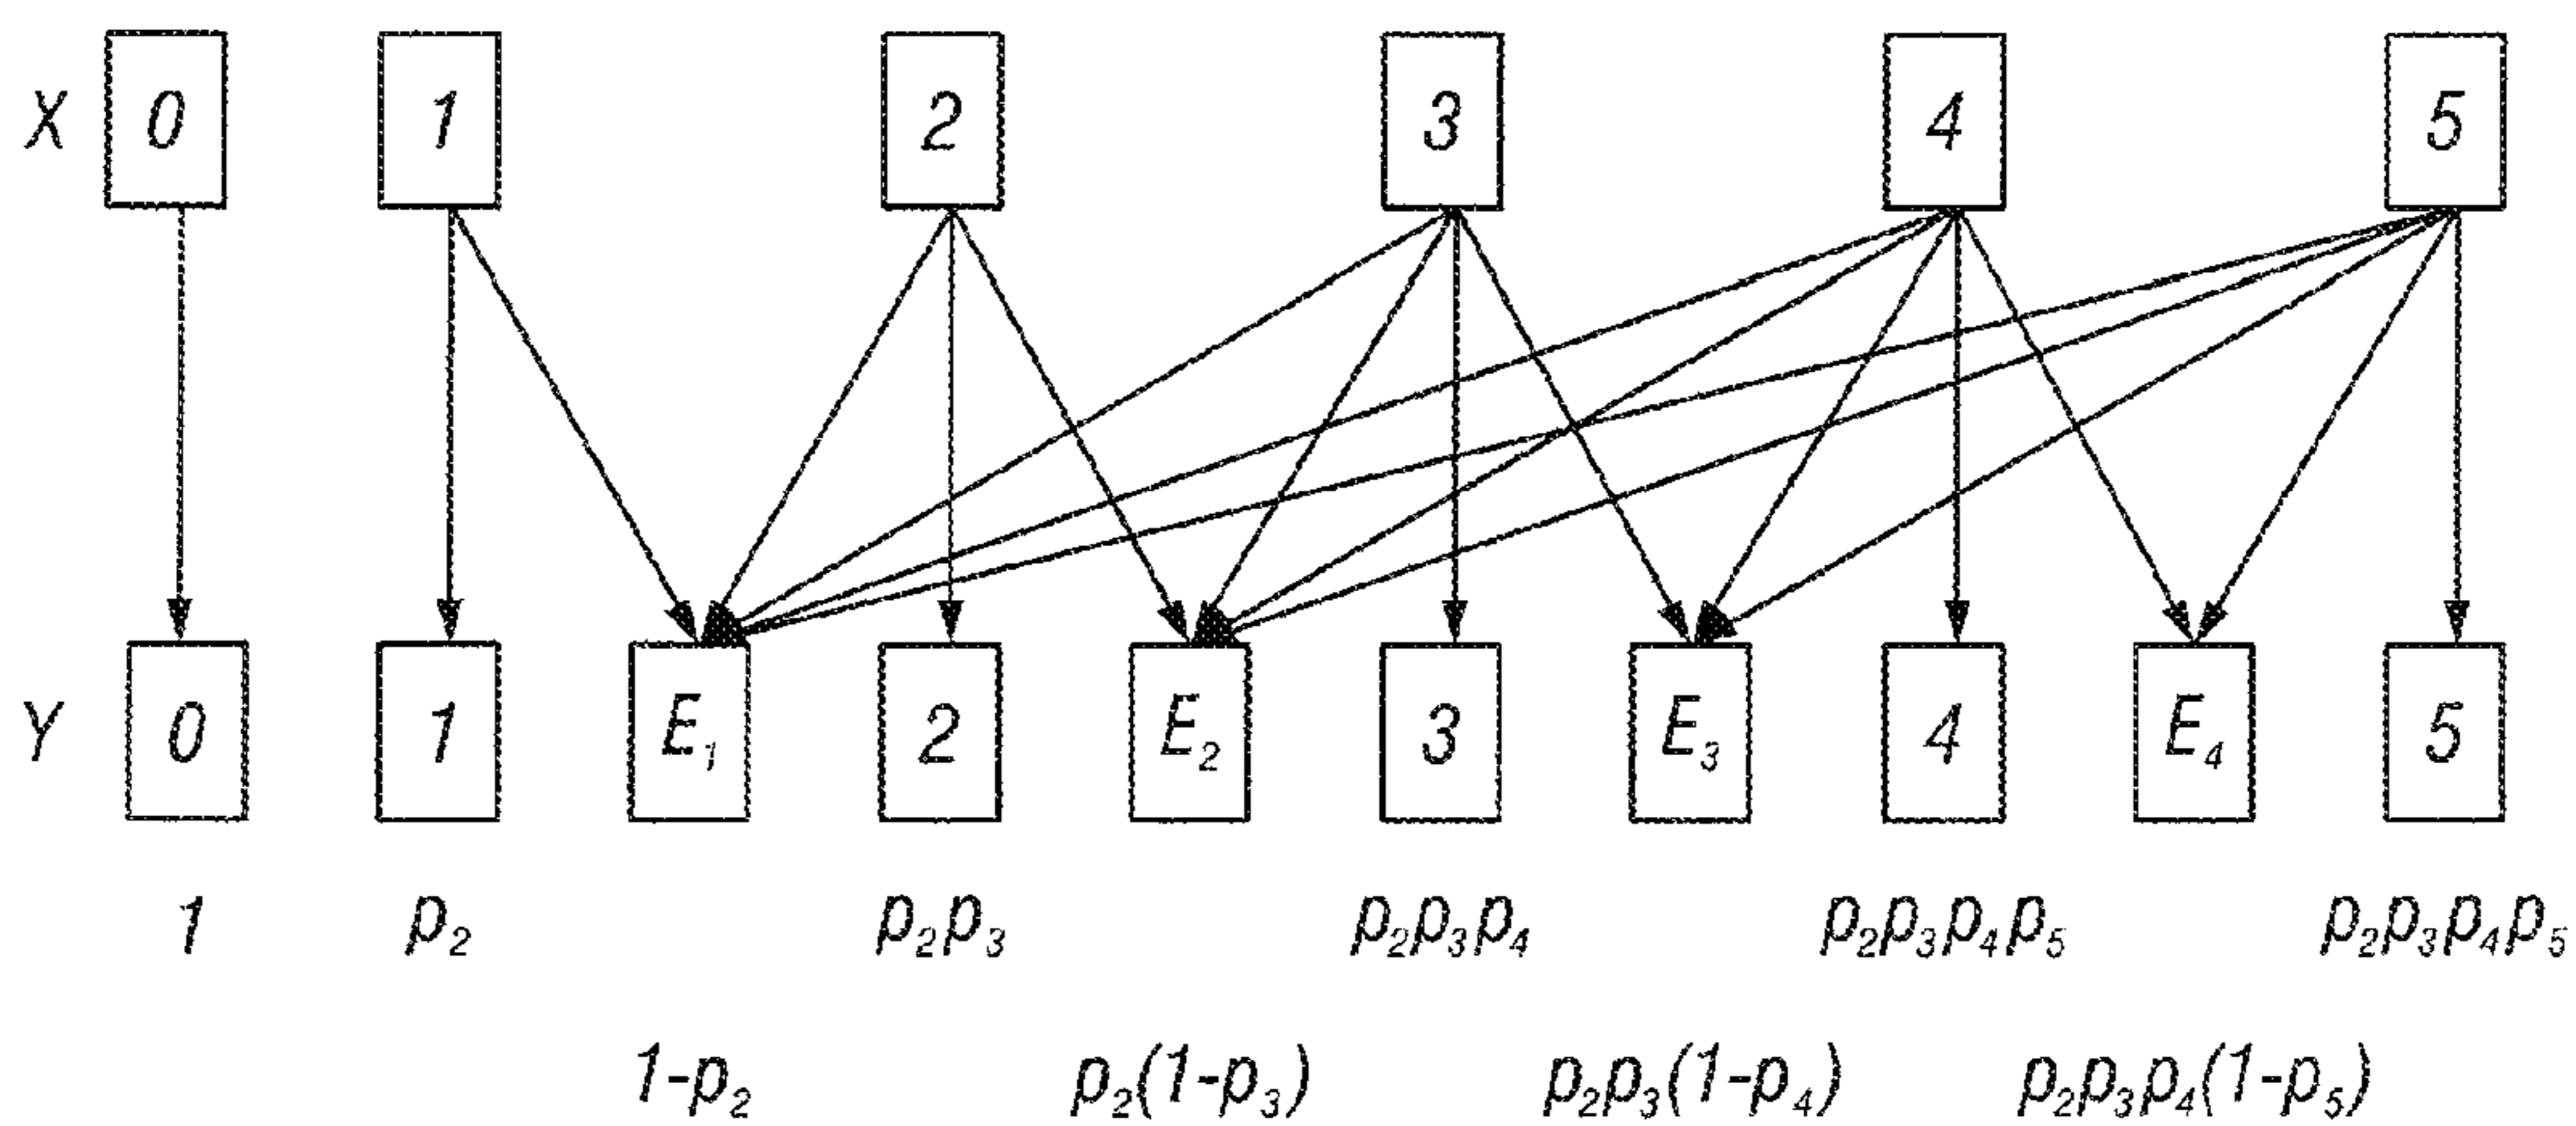 X 0 1 2 3 4 5
Y 0 1 E₁ 2 E₂ 3 E₃ 4 E₄ 5
1 p₂ p₂p₃ p₂p₃p₄ p₂p₃p₄p₅ p₂p₃p₄p₅
1-p₂ p₂(1-p₃) p₂p₃(1-p₄) p₂p₃p₄(1-p₅)